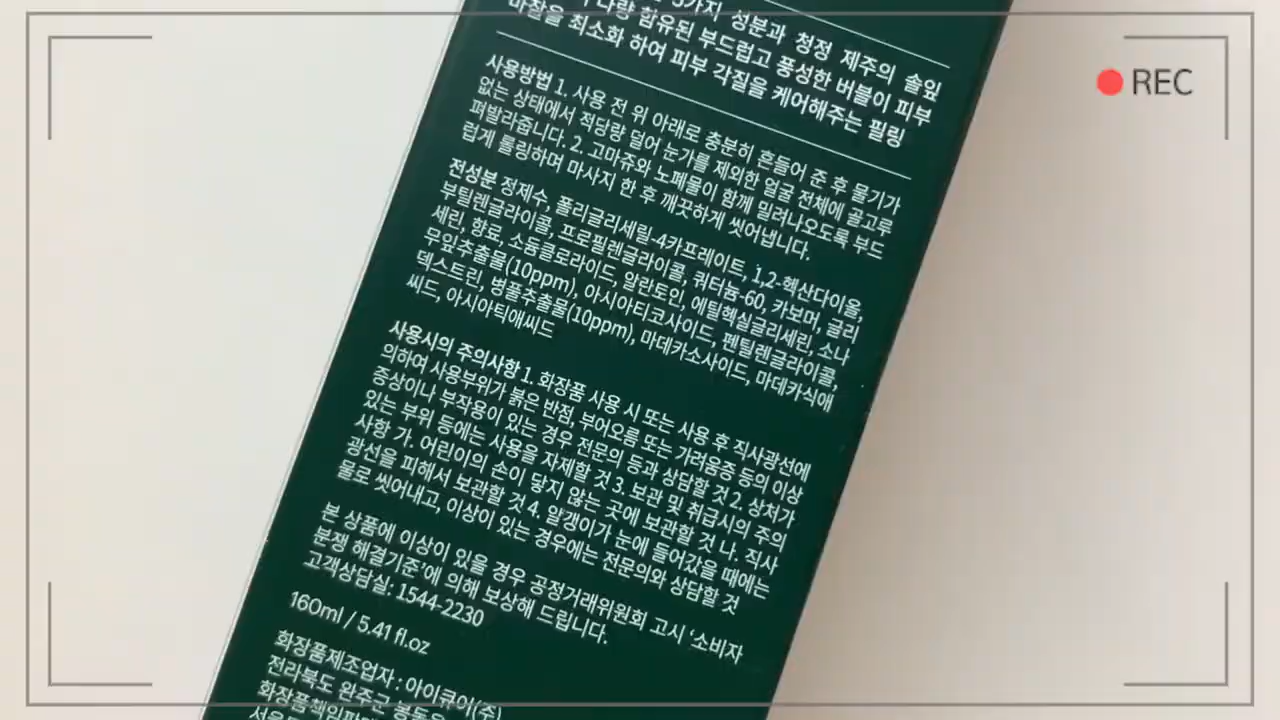 5가지 성분과 청정 제주의 솔잎
다량 함유된 부드럽고 풍성한 버블이 피부
마찰을 최소화 하여 피부 각질을 케어해주는 필링
사용방법 1. 사용 전 위 아래로 충분히 흔들어 준 후 물기가
없는 상태에서 적당량 덜어 눈가를 제외한 얼굴 전체에 골고루
펴발라줍니다. 2. 고마쥬와 노폐물이 함께 밀려나오도록 부드
럽게 롤링하며 마사지 한 후 깨끗하게 씻어냅니다.
전성분 정제수, 폴리글리세릴-4카프레이트, 1,2-헥산다이올,
부틸렌글라이콜, 프로필렌글라이콜, 쿼터늄-60, 카보머, 글리
세린, 향료, 소듐클로라이드, 알란토인, 에틸헥실글리세린, 소나
무잎추출물(10ppm), 아시아티코사이드, 펜틸렌글라이콜,
덱스트린, 병풀추출물(10ppm), 마데카소사이드, 마데카식애
씨드, 아시아틱애씨드
사용시의 주의사항 1. 화장품 사용 시 또는 사용 후 직사광선에
의하여 사용부위가 붉은 반점, 부어오름 또는 가려움증 등의 이상
증상이나 부작용이 있는 경우 전문의 등과 상담할 것 2. 상처가
있는 부위 등에는 사용을 자제할 것 3. 보관 및 취급시의 주의
사항 가. 어린이의 손이 닿지 않는 곳에 보관할 것 나. 직사
광선을 피해서 보관할 것 4. 알갱이가 눈에 들어갔을 때에는
물로 씻어내고, 이상이 있는 경우에는 전문의와 상담할 것
본 상품에 이상이 있을 경우 공정거래위원회 고시 ‘소비자
분쟁 해결기준’에 의해 보상해 드립니다.
고객상담실: 1544-2230
160ml / 5.41 fl.oz
화장품제조업자 : 아이큐어(주)
전라북도 완주군 봉동읍
REC